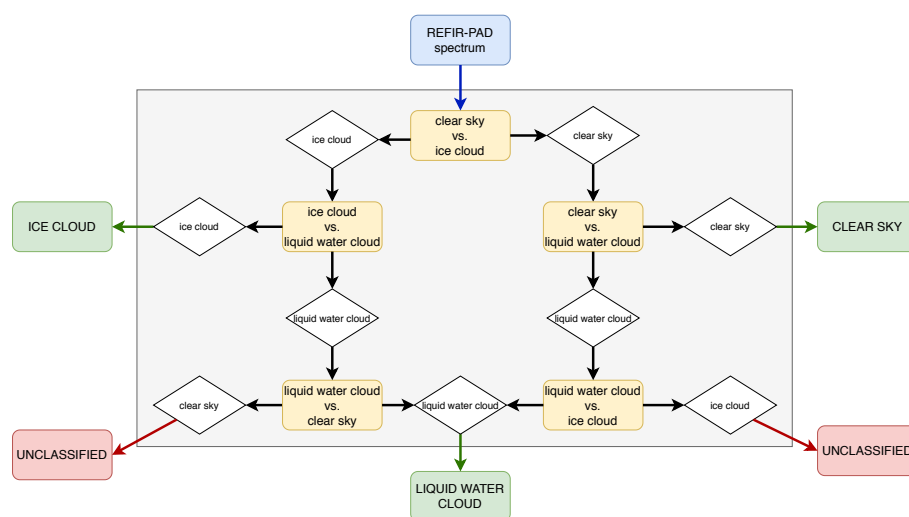 REFIR-PAD
spectrum
clear sky
vs.
ice cloud
ice cloud
clear sky
ICE CLOUD
ice cloud
ice cloud
vs.
liquid water cloud
clear sky
vs.
liquid water cloud
clear sky
CLEAR SKY
liquid water cloud
liquid water cloud
clear sky
liquid water cloud
vs.
clear sky
liquid water cloud
liquid water cloud
vs.
ice cloud
ice cloud
UNCLASSIFIED
UNCLASSIFIED
LIQUID WATER
CLOUD